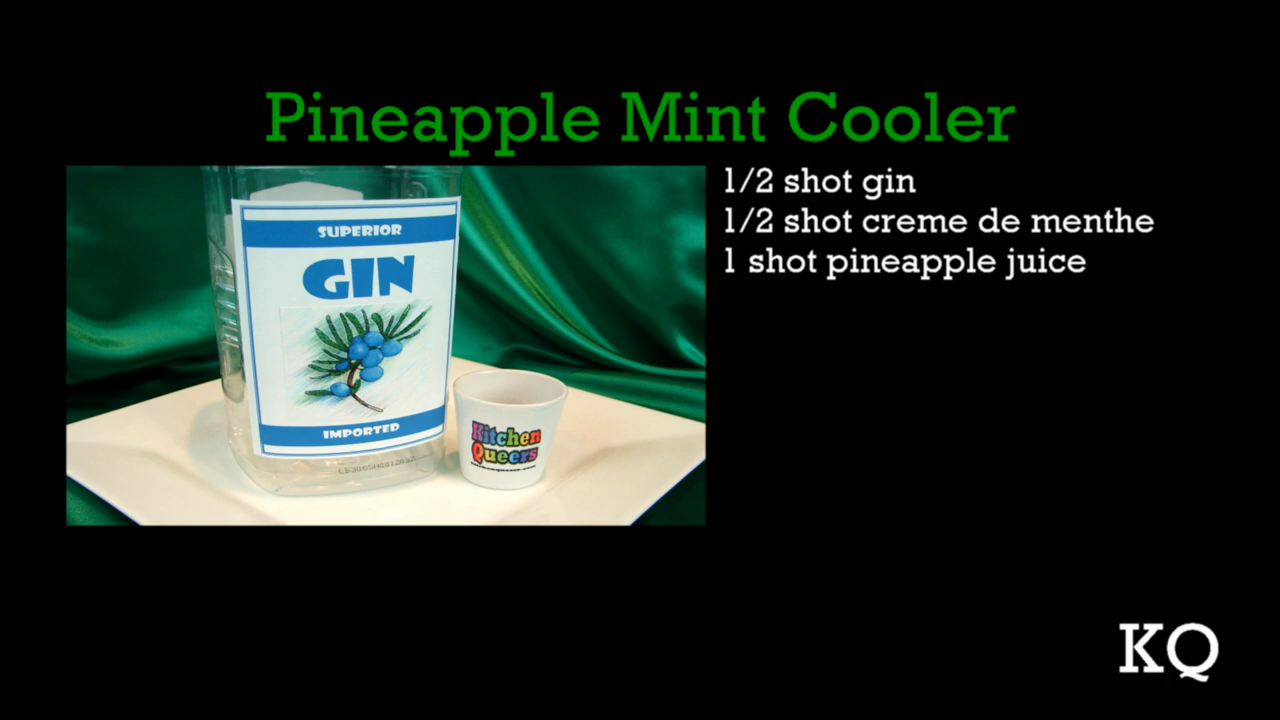 Pineapple Mint Cooler
1/2 shot gin
1/2 shot creme de menthe
1 shot pineapple juice
SUPERIOR
GIN
IMPORTED
Kitchen
Queers
KQ